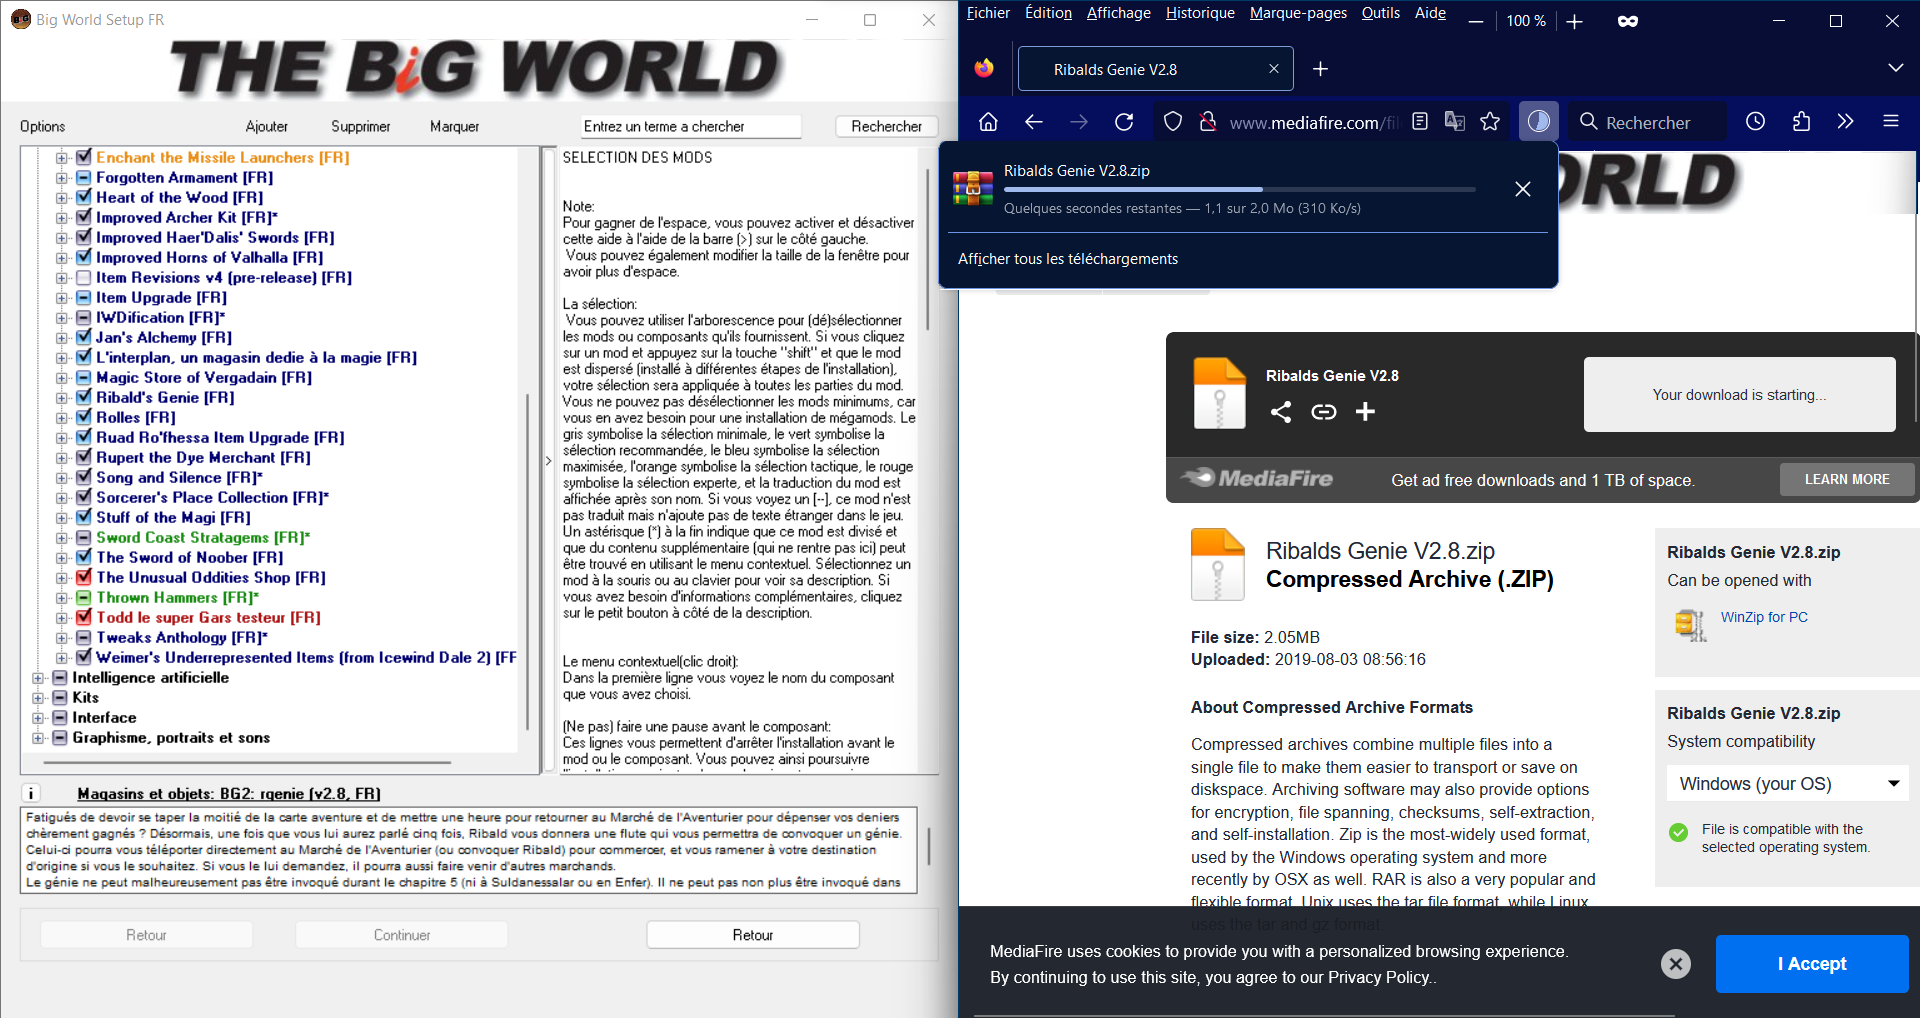 Big World Setup FR
THE BiG WORLD
Options
Ajouter
Supprimer
Marquer
Entrez un terme a chercher
Rechercher
Enchant the Missile Launchers [FR]
Forgotten Armament [FR]
Heart of the Wood [FR]
Improved Archer Kit [FR]*
Improved Haer'Dalis' Swords [FR]
Improved Horns of Valhalla [FR]
Item Revisions v4 (pre-release) [FR]
Item Upgrade [FR]
IWDification [FR]*
Jan's Alchemy [FR]
L'interplan, un magasin dedie à la magie [FR]
Magic Store of Vergadain [FR]
Ribald's Genie [FR]
Rolles [FR]
Ruad Ro'fhessa Item Upgrade [FR]
Rupert the Dye Merchant [FR]
Song and Silence [FR]*
Sorcerer's Place Collection [FR]*
Stuff of the Magi [FR]
Sword Coast Stratagems [FR]*
The Sword of Noober [FR]
The Unusual Oddities Shop [FR]
Thrown Hammers [FR]*
Todd le super Gars testeur [FR]
Tweaks Anthology [FR]*
Weimer's Underrepresented Items (from Icewind Dale 2) [FF
Intelligence artificielle
Kits
Interface
Graphisme, portraits et sons
>
SELECTION DES MODS
Note:
Pour gagner de l'espace, vous pouvez activer et désactiver
cette aide à l'aide de la barre (>) sur le côté gauche.
Vous pouvez également modifier la taille de la fenêtre pour
avoir plus d'espace.
La sélection:
Vous pouvez utiliser l'arborescence pour (dé)sélectionner
les mods ou composants qu'ils fournissent. Si vous cliquez
sur un mod et appuyez sur la touche "shift" et que le mod
est dispersé (installé à différentes étapes de l'installation),
votre sélection sera appliquée à toutes les parties du mod.
Vous ne pouvez pas désélectionner les mods minimums, car
vous en avez besoin pour une installation de mégamods. Le
gris symbolise la sélection minimale, le vert symbolise la
sélection recommandée, le bleu symbolise la sélection
maximisée, l'orange symbolise la sélection tactique, le rouge
symbolise la sélection experte, et la traduction du mod est
affichée après son nom. Si vous voyez un [--], ce mod n'est
pas traduit mais n'ajoute pas de texte étranger dans le jeu.
Un astérisque (*) à la fin indique que ce mod est divisé et
que du contenu supplémentaire (qui ne rentre pas ici) peut
être trouvé en utilisant le menu contextuel. Sélectionnez un
mod à la souris ou au clavier pour voir sa description. Si
vous avez besoin d'informations complémentaires, cliquez
sur le petit bouton à côté de la description.
Le menu contextuel(clic droit):
Dans la première ligne vous voyez le nom du composant
que vous avez choisi.
(Ne pas) faire une pause avant le composant:
Ces lignes vous permettent d'arrêter l'installation avant le
mod ou le composant. Vous pouvez ainsi poursuivre
i
Magasins et objets: BG2: rgenie (v2.8, FR)
Fatigués de devoir se taper la moitié de la carte aventure et de mettre une heure pour retourner au Marché de l'Aventurier pour dépenser vos deniers
chèrement gagnés ? Désormais, une fois que vous lui aurez parlé cinq fois, Ribald vous donnera une flute qui vous permettra de convoquer un génie.
Celui-ci pourra vous téléporter directement au Marché de l'Aventurier (ou convoquer Ribald) pour commercer, et vous ramener à votre destination
d'origine si vous le souhaitez. Si vous le lui demandez, il pourra aussi faire venir d'autres marchands.
Le génie ne peut malheureusement pas être invoqué durant le chapitre 5 (ni à Suldanessalar ou en Enfer). Il ne peut pas non plus être invoqué dans
Retour
Continuer
Retour
Fichier Édition Affichage Historique Marque-pages Outils Aide
100 %
Ribalds Genie V2.8
www.mediafire.com/fil
Rechercher
Ribalds Genie V2.8.zip
Quelques secondes restantes — 1,1 sur 2,0 Mo (310 Ko/s)
Afficher tous les téléchargements
ORLD
Ribalds Genie V2.8
Your download is starting...
MediaFire
Get ad free downloads and 1 TB of space.
LEARN MORE
Ribalds Genie V2.8.zip
Compressed Archive (.ZIP)
File size: 2.05MB
Uploaded: 2019-08-03 08:56:16
About Compressed Archive Formats
Compressed archives combine multiple files into a
single file to make them easier to transport or save on
diskspace. Archiving software may also provide options
for encryption, file spanning, checksums, self-extraction,
and self-installation. Zip is the most-widely used format,
used by the Windows operating system and more
recently by OSX as well. RAR is also a very popular and
flexible format. Unix uses the tar file format, while Linux
uses the tar and gz format.
Ribalds Genie V2.8.zip
Can be opened with
WinZip for PC
Ribalds Genie V2.8.zip
System compatibility
Windows (your OS)
File is compatible with the
selected operating system.
MediaFire uses cookies to provide you with a personalized browsing experience.
By continuing to use this site, you agree to our Privacy Policy..
I Accept